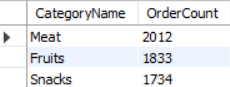 CategoryName OrderCount
Meat 2012
Fruits 1833
Snacks 1734